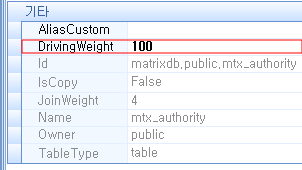 기타
AliasCustom
DrivingWeight 100
Id matrixdb,public,mtx_authority
IsCopy False
JoinWeight 4
Name mtx_authority
Owner public
TableType table